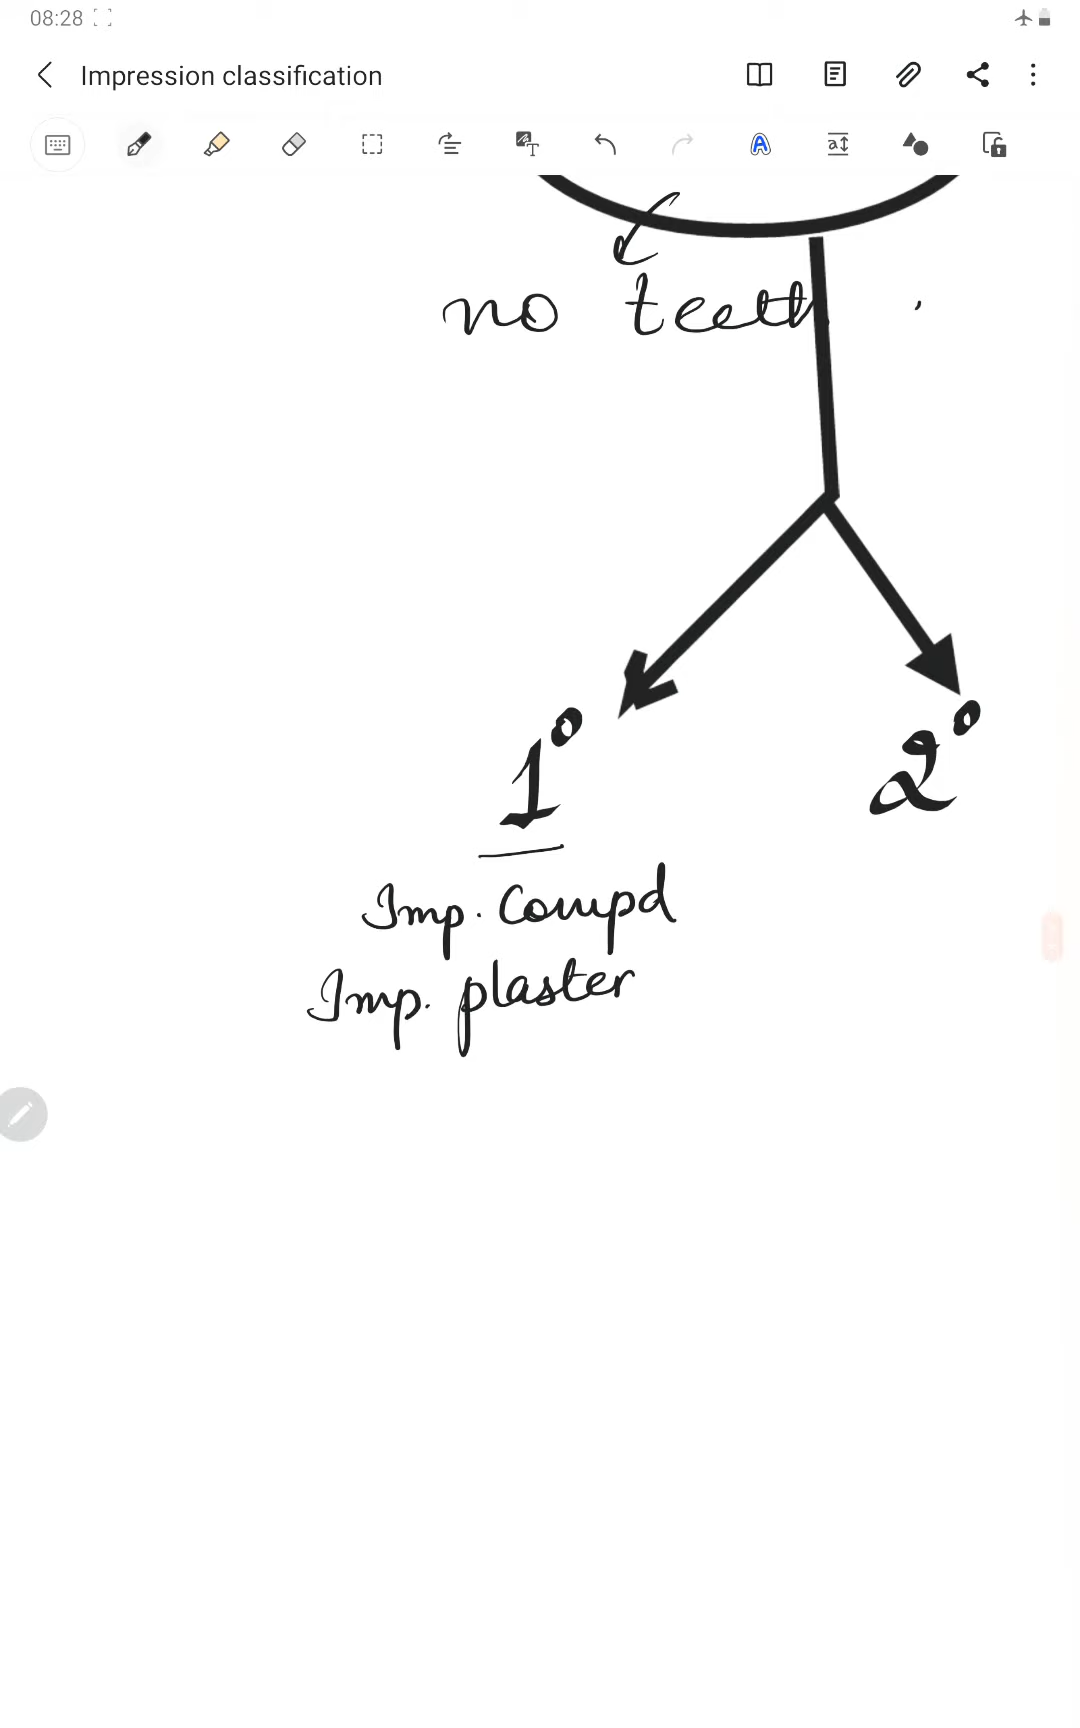 08:28
Impression classification
no teeth
1° 2°
Imp. Compd
Imp. plaster